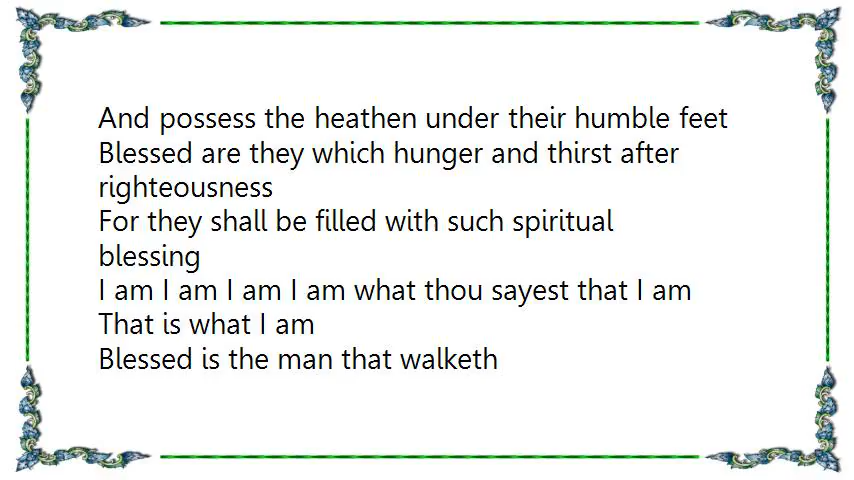 And possess the heathen under their humble feet
Blessed are they which hunger and thirst after
righteousness
For they shall be filled with such spiritual
blessing
I am I am I am I am what thou sayest that I am
That is what I am
Blessed is the man that walketh